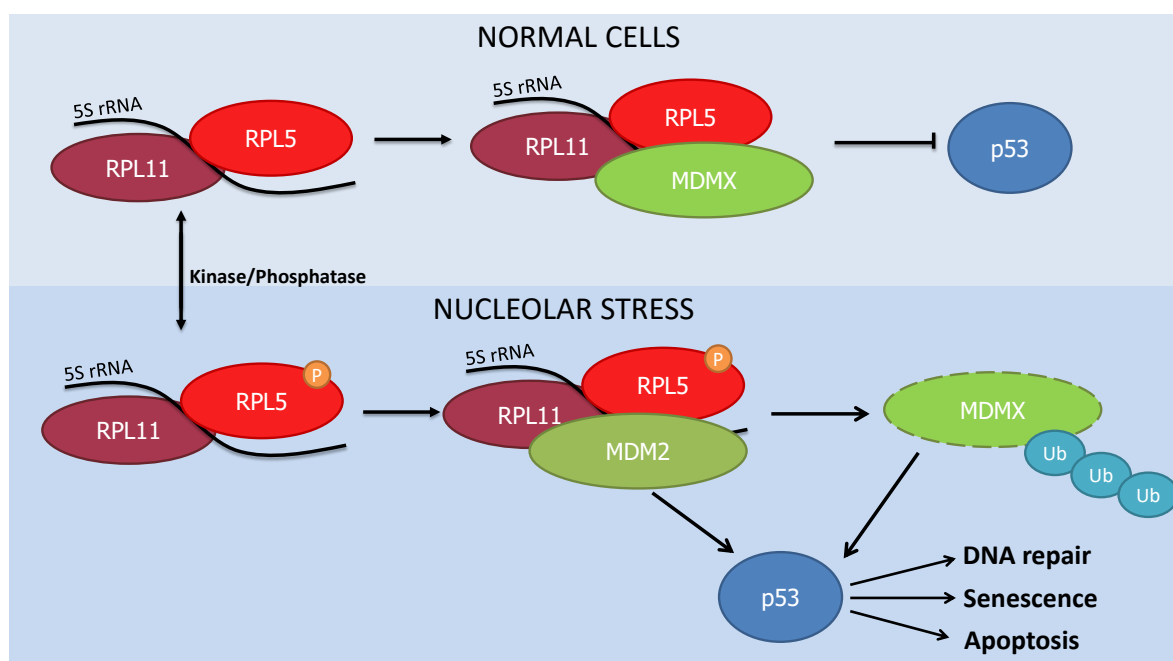 NORMAL CELLS
5S rRNA
RPL5
RPL11
5S rRNA
RPL5
RPL11
MDMX
p53
Kinase/Phosphatase
NUCLEOLAR STRESS
5S rRNA
P
RPL5
RPL11
5S rRNA
P
RPL5
RPL11
MDM2
MDMX
Ub
Ub
Ub
p53
DNA repair
Senescence
Apoptosis